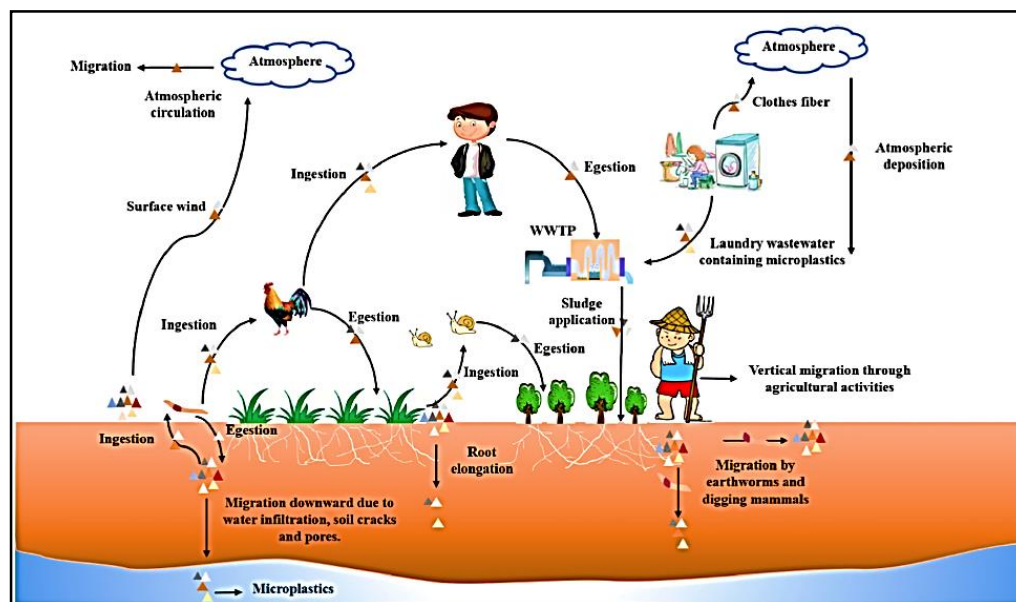 Atmosphere
Migration
Atmospheric
circulation
Surface wind
Ingestion
Egestion
Atmosphere
Clothes fiber
Atmospheric
deposition
WWTP
Laundry wastewater
containing microplastics
Sludge
application
Ingestion
Egestion
Ingestion
Egestion
Vertical migration through
agricultural activities
Ingestion
Egestion
Root
elongation
Migration by
earthworms and
digging mammals
Migration downward due to
water infiltration, soil cracks
and pores.
Microplastics